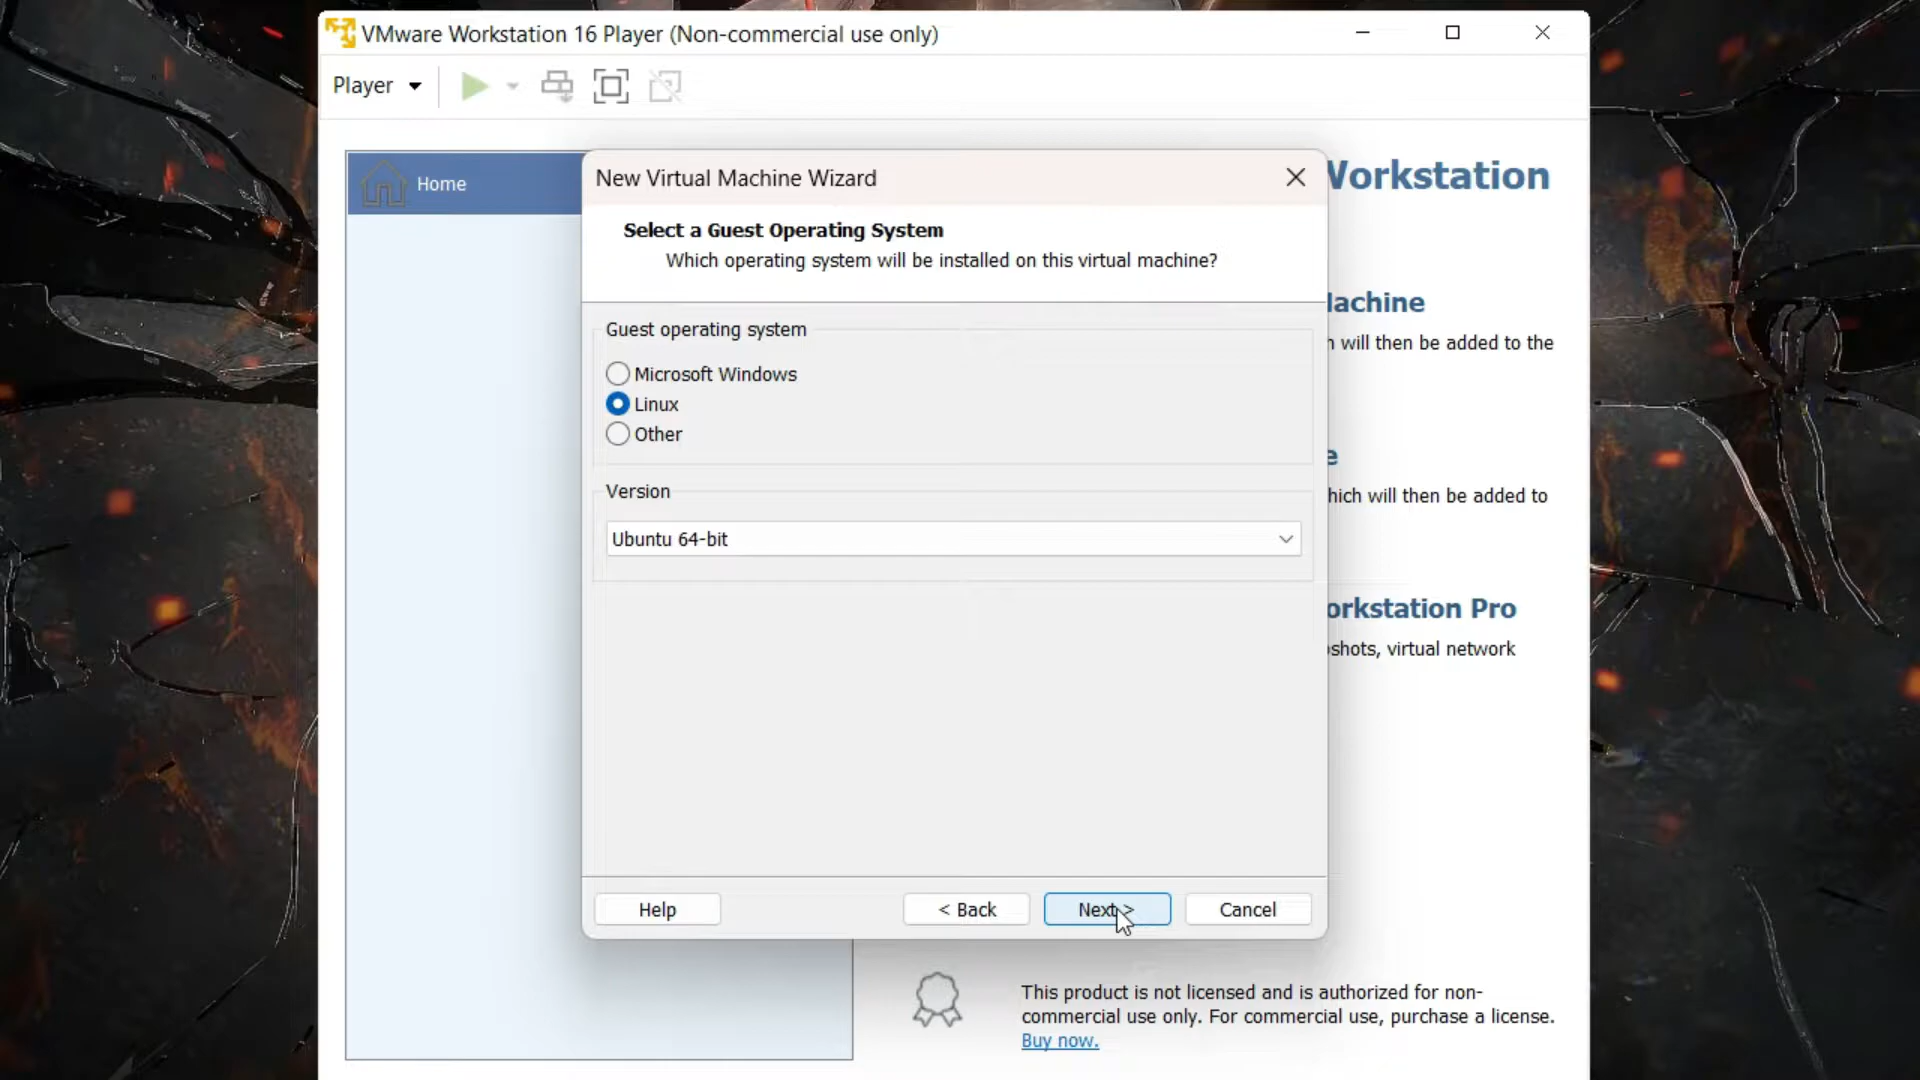 VMware Workstation 16 Player (Non-commercial use only)
Player
Home
New Virtual Machine Wizard
Workstation
Select a Guest Operating System
Which operating system will be installed on this virtual machine?
Guest operating system
Microsoft Windows
Linux
Other
Version
Ubuntu 64-bit
will then be added to the
hich will then be added to
orkstation Pro
shots, virtual network
Help
< Back
Next >
Cancel
This product is not licensed and is authorized for non-
commercial use only. For commercial use, purchase a license.
Buy now.